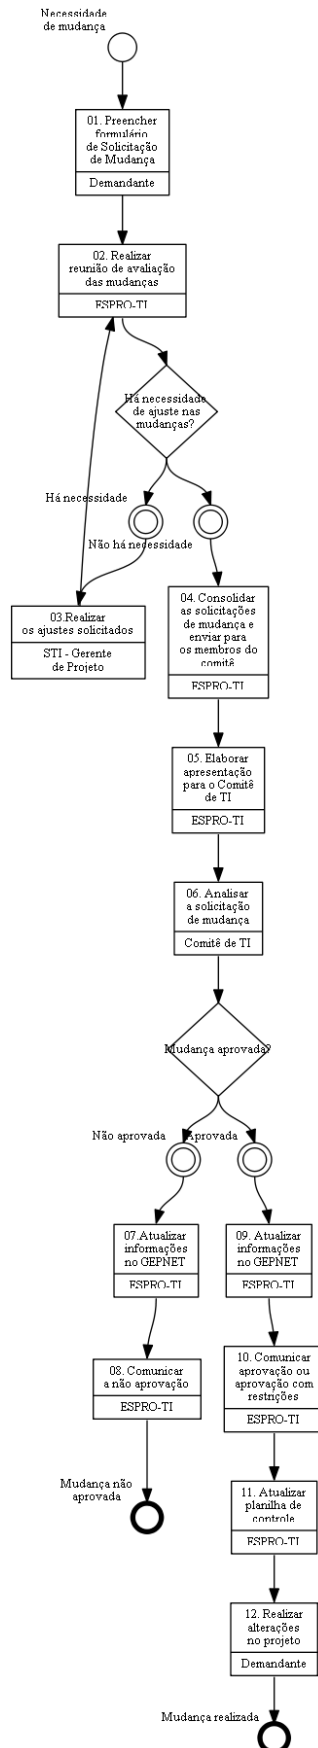 Necessidade
de mudança
01. Preencher
formulário
de Solicitação
de Mudança
Demandante
02. Realizar
reunião de avaliação
das mudanças
ESPRO-TI
Há necessidade
de ajuste nas
mudanças?
Há necessidade
Não há necessidade
03.Realizar
os ajustes solicitados
STI - Gerente
de Projeto
04. Consolidar
as solicitações
de mudança e
enviar para
os membros do
comitê
ESPRO-TI
05. Elaborar
apresentação
para o Comitê
de TI
ESPRO-TI
06. Analisar
a solicitação
de mudança
Comitê de TI
Mudança aprovada?
Não aprovada
Aprovada
07.Atualizar
informações
no GEPNET
ESPRO-TI
09. Atualizar
informações
no GEPNET
ESPRO-TI
08. Comunicar
a não aprovação
ESPRO-TI
10. Comunicar
aprovação ou
aprovação com
restrições
ESPRO-TI
Mudança não
aprovada
11. Atualizar
planilha de
controle
ESPRO-TI
12. Realizar
alterações
no projeto
Demandante
Mudança realizada